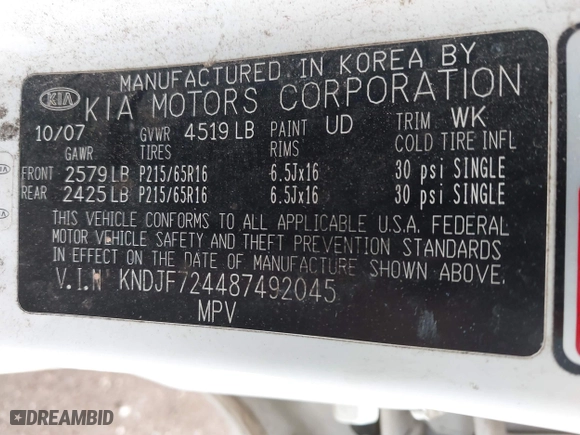 MANUFACTURED IN KOREA BY
KIA KIA MOTORS CORPORATION
10/07 GVWR 4519 LB PAINT UD TRIM WK
GAWR TIRES RIMS COLD TIRE INFL
FRONT 2579 LB P215/65R16 6.5Jx16 30 psi SINGLE
REAR 2425 LB P215/65R16 6.5Jx16 30 psi SINGLE
THIS VEHICLE CONFORMS TO ALL APPLICABLE U.S.A. FEDERAL
MOTOR VEHICLE SAFETY AND THEFT PREVENTION STANDARDS
IN EFFECT ON THE DATE OF MANUFACTURE SHOWN ABOVE.
V.I.N KNDJF724487492045
MPV
DREAMBID